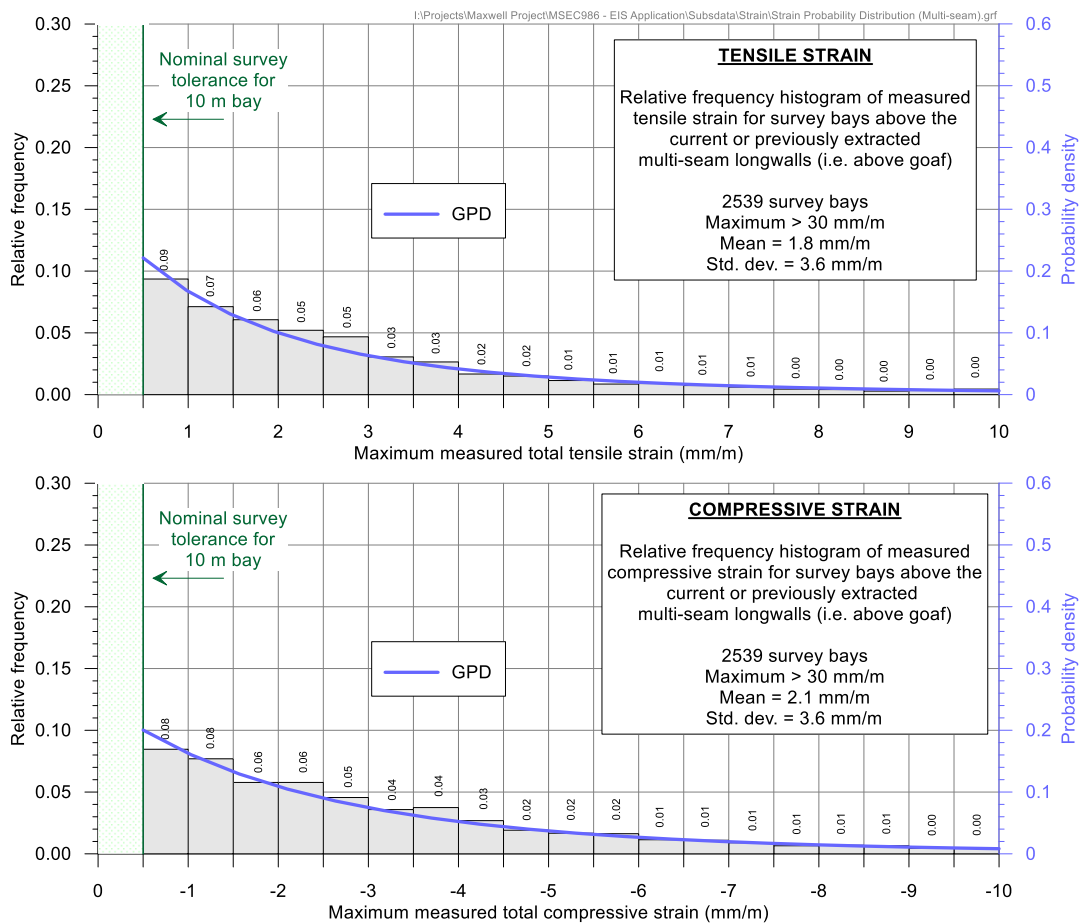 I:\Projects\Maxwell Project\MSEC986 - EIS Application\Subsdata\Strain\Strain Probability Distribution (Multi-seam).grf
0.30
0.25
0.20
0.15
0.10
0.05
0.00
Relative frequency
Nominal survey
tolerance for
10 m bay
GPD
TENSILE STRAIN
Relative frequency histogram of measured
tensile strain for survey bays above the
current or previously extracted
multi-seam longwalls (i.e. above goaf)
2539 survey bays
Maximum > 30 mm/m
Mean = 1.8 mm/m
Std. dev. = 3.6 mm/m
0.6
0.5
0.4
0.3
0.2
0.1
0
Probability density
0.09
0.07
0.06
0.05
0.05
0.03
0.03
0.02
0.02
0.01
0.01
0.01
0.01
0.01
0.00
0.00
0.00
0.00
0.00
0 1 2 3 4 5 6 7 8 9 10
Maximum measured total tensile strain (mm/m)
0.30
0.25
0.20
0.15
0.10
0.05
0.00
Relative frequency
Nominal survey
tolerance for
10 m bay
GPD
COMPRESSIVE STRAIN
Relative frequency histogram of measured
compressive strain for survey bays above the
current or previously extracted
multi-seam longwalls (i.e. above goaf)
2539 survey bays
Maximum > 30 mm/m
Mean = 2.1 mm/m
Std. dev. = 3.6 mm/m
0.6
0.5
0.4
0.3
0.2
0.1
0
Probability density
0.08
0.08
0.06
0.06
0.05
0.04
0.04
0.03
0.02
0.02
0.02
0.01
0.01
0.01
0.01
0.01
0.01
0.00
0.00
0 -1 -2 -3 -4 -5 -6 -7 -8 -9 -10
Maximum measured total compressive strain (mm/m)